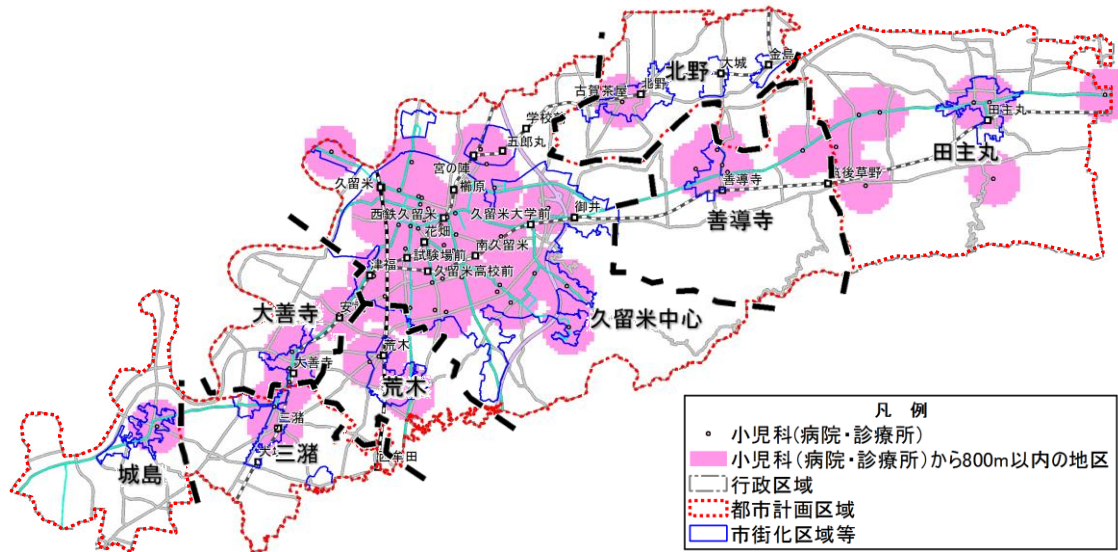 北野
金島
大城
古賀茶屋
北野
学校前
五郎丸
田主丸
田主丸
宮の陣
久留米
櫛原
善導寺
筑後草野
西鉄久留米
久留米大学前
御井
善導寺
花畑
南久留米
試験場前
津福
久留米高校前
大善寺
久留米中心
荒木
大善寺
荒木
三潴
三潴
城島
凡 例
小児科(病院・診療所)
小児科(病院・診療所)から800m以内の地区
行政区域
都市計画区域
市街化区域等